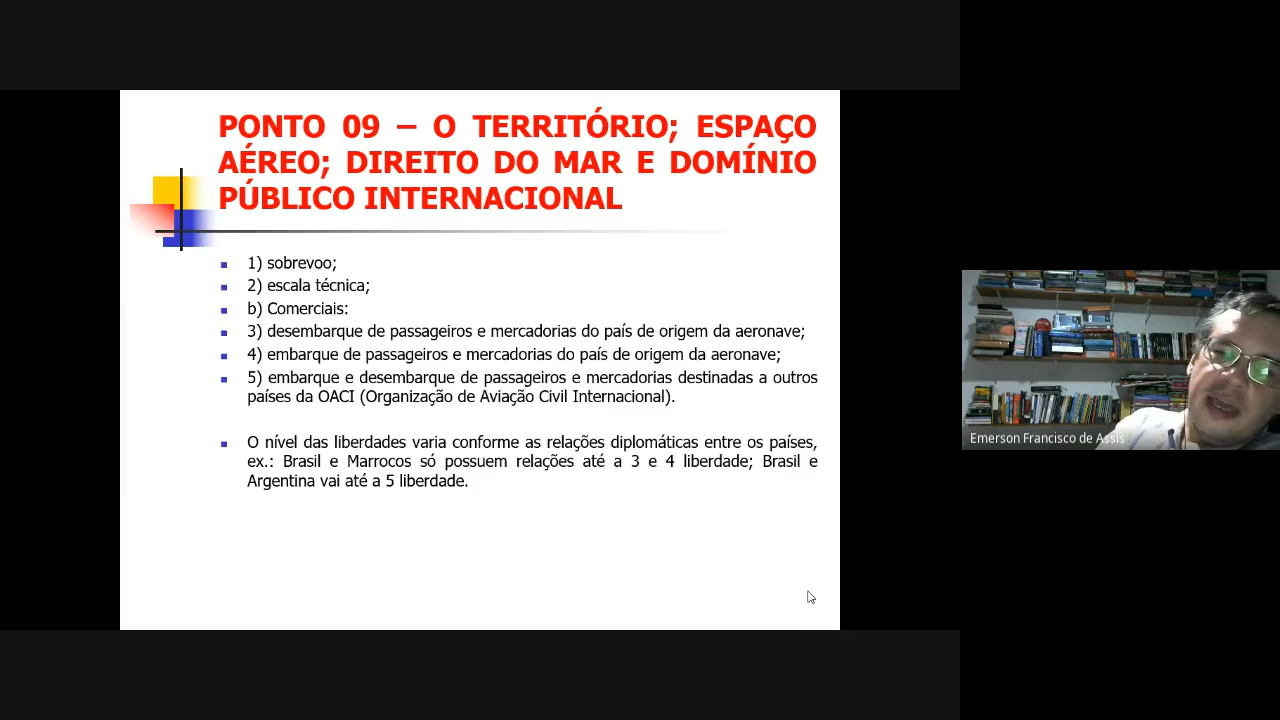 PONTO 09 – O TERRITÓRIO; ESPAÇO
AÉREO; DIREITO DO MAR E DOMÍNIO
PÚBLICO INTERNACIONAL
1) sobrevoo;
2) escala técnica;
b) Comerciais:
3) desembarque de passageiros e mercadorias do país de origem da aeronave;
4) embarque de passageiros e mercadorias do país de origem da aeronave;
5) embarque e desembarque de passageiros e mercadorias destinadas a outros
países da OACI (Organização de Aviação Civil Internacional).
O nível das liberdades varia conforme as relações diplomáticas entre os países,
ex.: Brasil e Marrocos só possuem relações até a 3 e 4 liberdade; Brasil e
Argentina vai até a 5 liberdade.
Emerson Francisco de Assis